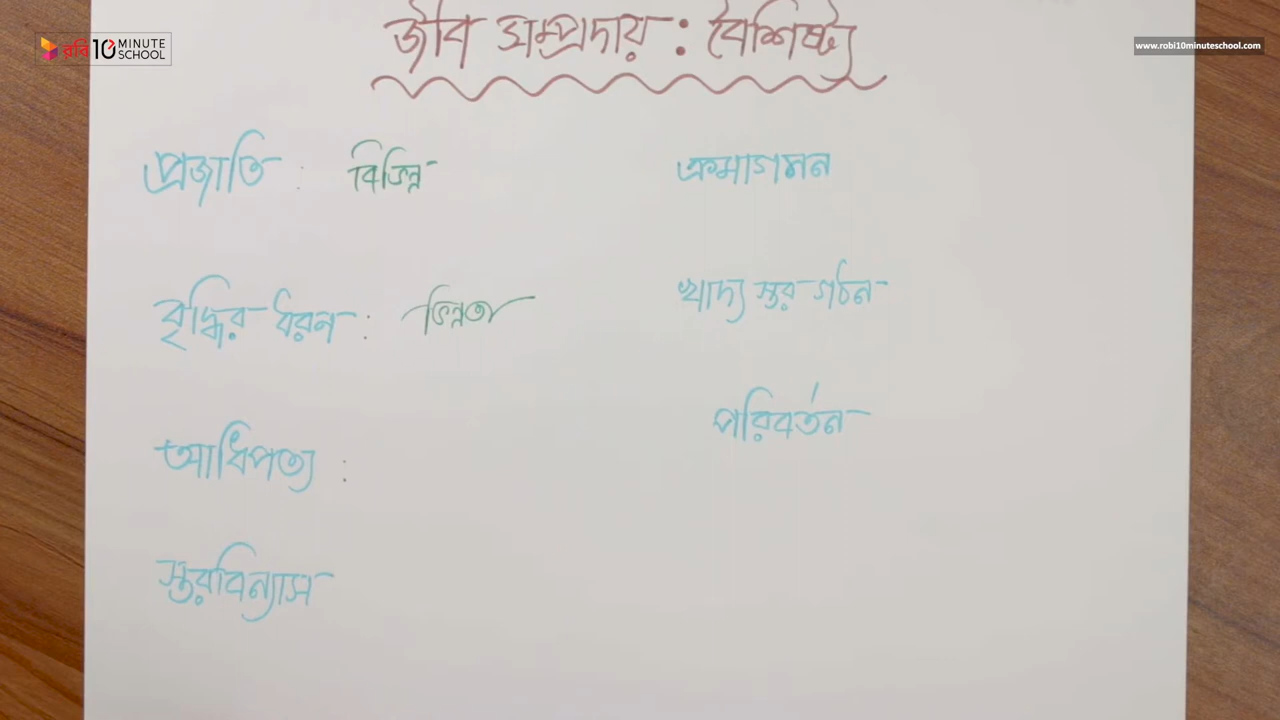 জীব সম্প্রদায় : বৈশিষ্ট্য
রবি 10 MINUTE SCHOOL
www.robi10minuteschool.com
প্রজাতি : বিভিন্ন
বৃদ্ধির ধরন : ভিন্নতা
আধিপত্য :
স্তরবিন্যাস
ক্রমাগমন
খাদ্য স্তর গঠন
পরিবর্তন